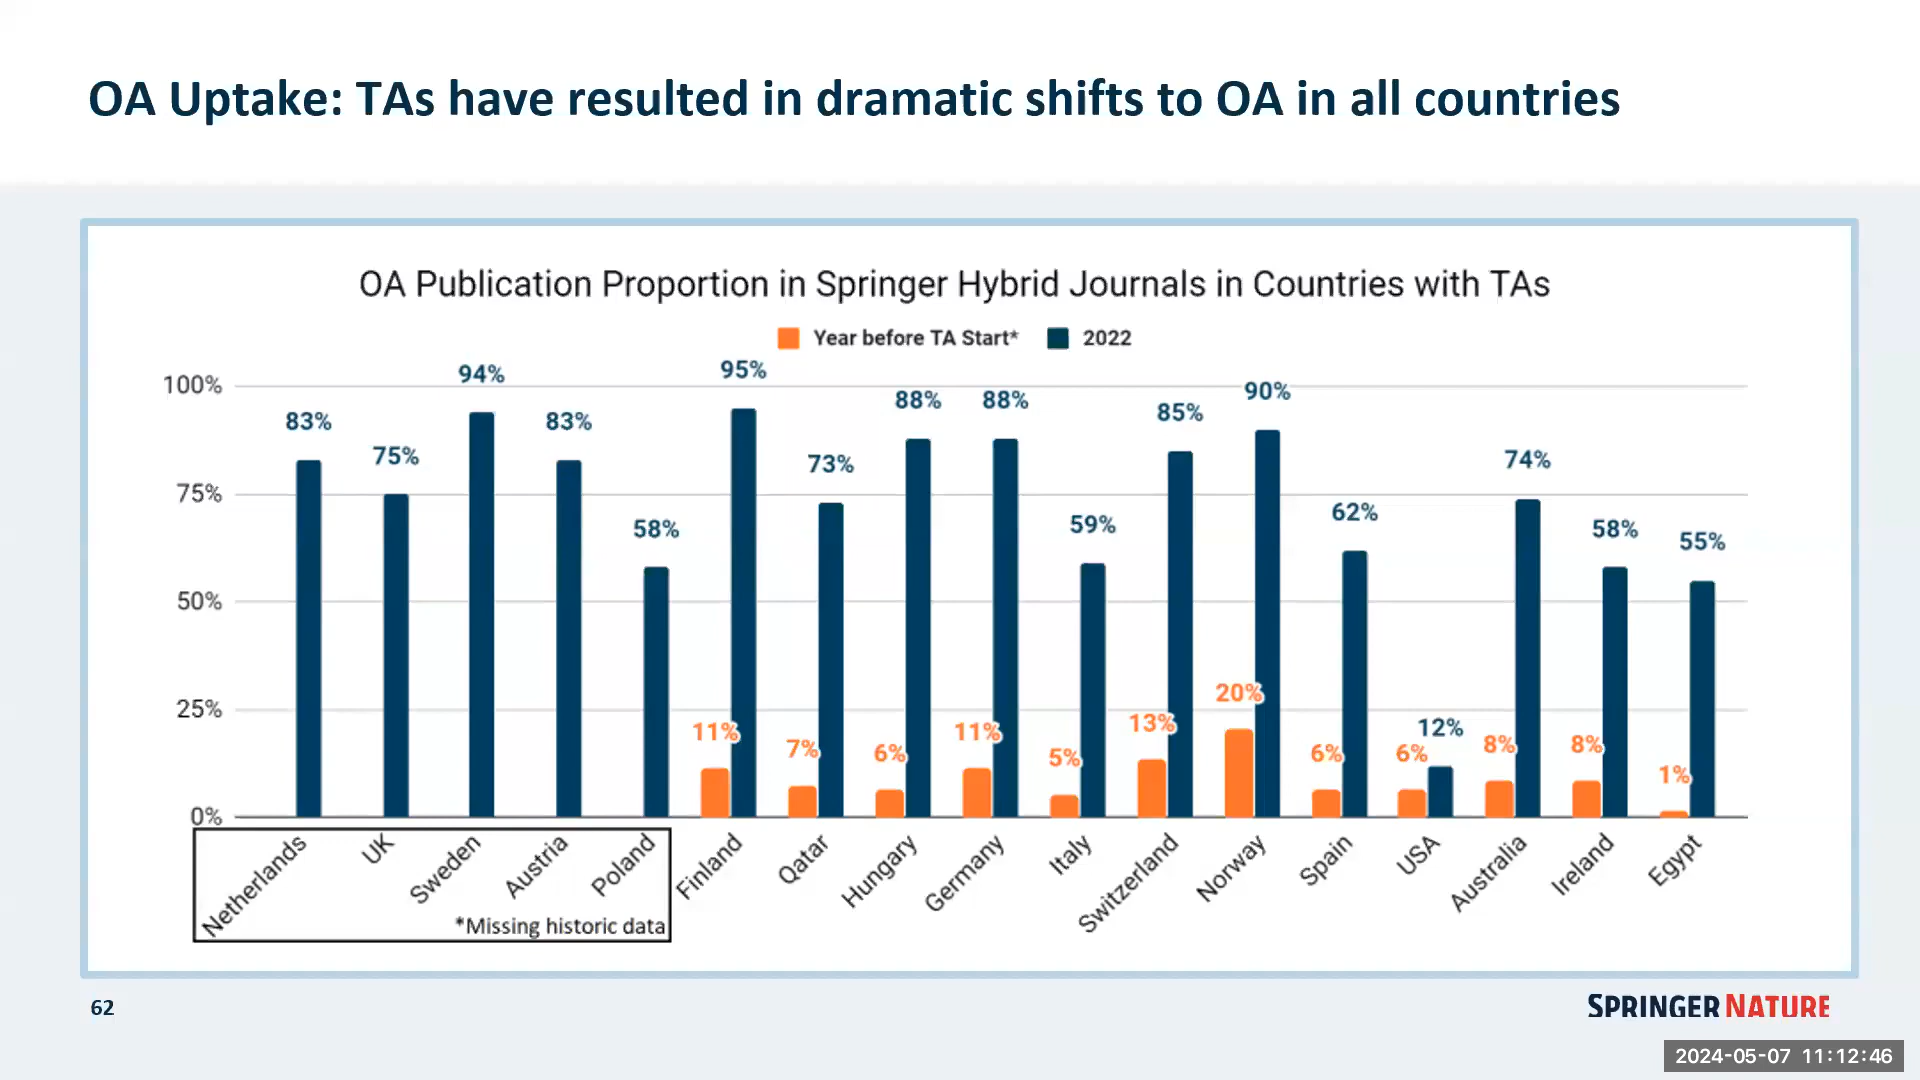 OA Uptake: TAs have resulted in dramatic shifts to OA in all countries
OA Publication Proportion in Springer Hybrid Journals in Countries with TAs
Year before TA Start* 2022
100%
75%
50%
25%
0%
83%
75%
94%
83%
58%
11% 95%
7% 73%
6% 88%
11% 88%
5% 59%
13% 85%
20% 90%
6% 62%
6% 12%
8% 74%
8% 58%
1% 55%
Netherlands
UK
Sweden
Austria
Poland
Finland
Qatar
Hungary
Germany
Italy
Switzerland
Norway
Spain
USA
Australia
Ireland
Egypt
*Missing historic data
62
SPRINGER NATURE
2024-05-07 11:12:46